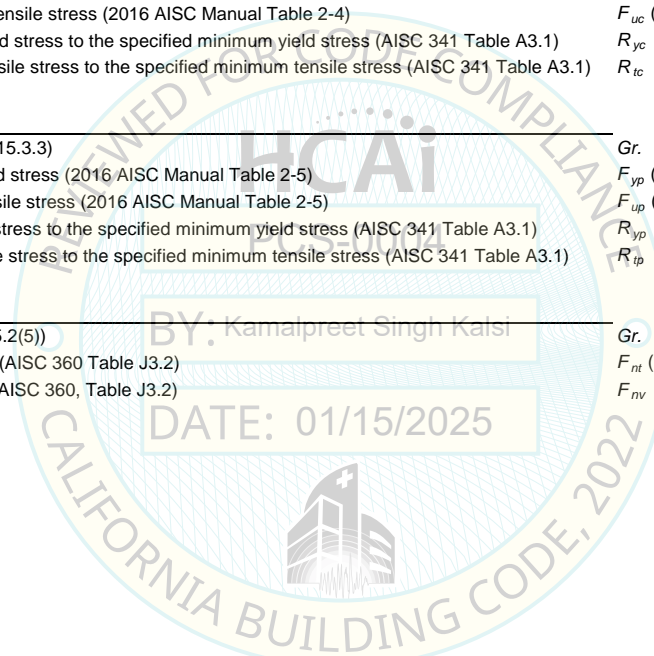 ensile stress (2016 AISC Manual Table 2-4) F uc (
d stress to the specified minimum yield stress (AISC 341 Table A3.1) R yc
sile stress to the specified minimum tensile stress (AISC 341 Table A3.1) R tc
15.3.3) Gr.
d stress (2016 AISC Manual Table 2-5) F yp (
sile stress (2016 AISC Manual Table 2-5) F up (
stress to the specified minimum yield stress (AISC 341 Table A3.1) R yp
e stress to the specified minimum tensile stress (AISC 341 Table A3.1) R tp
5.2(5)) Gr.
(AISC 360 Table J3.2) F nt (
AISC 360, Table J3.2) F nv
REVIEWED FOR CODE COMPLIANCE
HCAi
PCS-0004
BY: Kamalpreet Singh Kalsi
DATE: 01/15/2025
CALIFORNIA BUILDING CODE, 2022